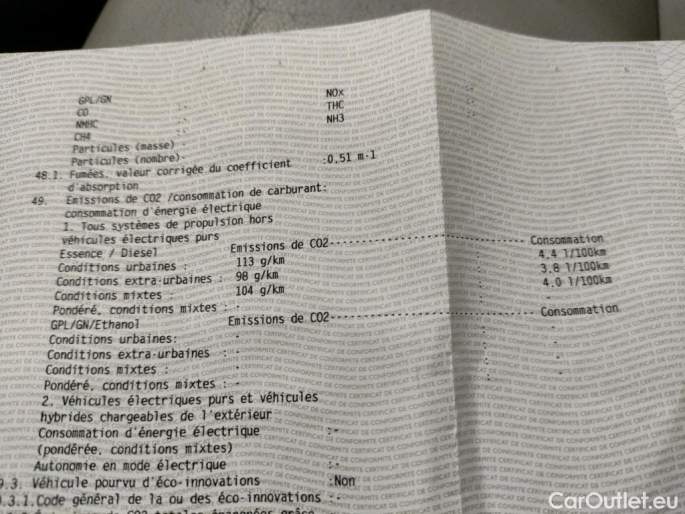 GPL/GN :- NOx :-
CO :- THC :-
NMHC :- NH3
CH4
Particules (masse) -
Particules (nombre)-
48.1. Fumées, valeur corrigée du coefficient :0,51 m-1
d'absorption
49. Emissions de CO2 /consommation de carburant:
consommation d'énergie électrique
1. Tous systèmes de propulsion hors
véhicules électriques purs
Essence / Diesel Emissions de CO2------------------------ Consommation
Conditions urbaines : 113 g/km : 4.4 l/100km
Conditions extra-urbaines : 98 g/km : 3.8 l/100km
Conditions mixtes : 104 g/km : 4.0 l/100km
Pondéré, conditions mixtes : - : -
GPL/GN/Ethanol Emissions de CO2------------------------ Consommation
Conditions urbaines: - : -
Conditions extra-urbaines : - : -
Conditions mixtes : - : -
Pondéré, conditions mixtes : - : -
2. Véhicules électriques purs et véhicules
hybrides chargeables de l'extérieur
Consommation d'énergie électrique :-
(pondérée, conditions mixtes)
Autonomie en mode électrique :-
9.3. Véhicule pourvu d'éco-innovations :Non
.3.1.Code général de la ou des éco-innovations :-
CarOutlet.eu